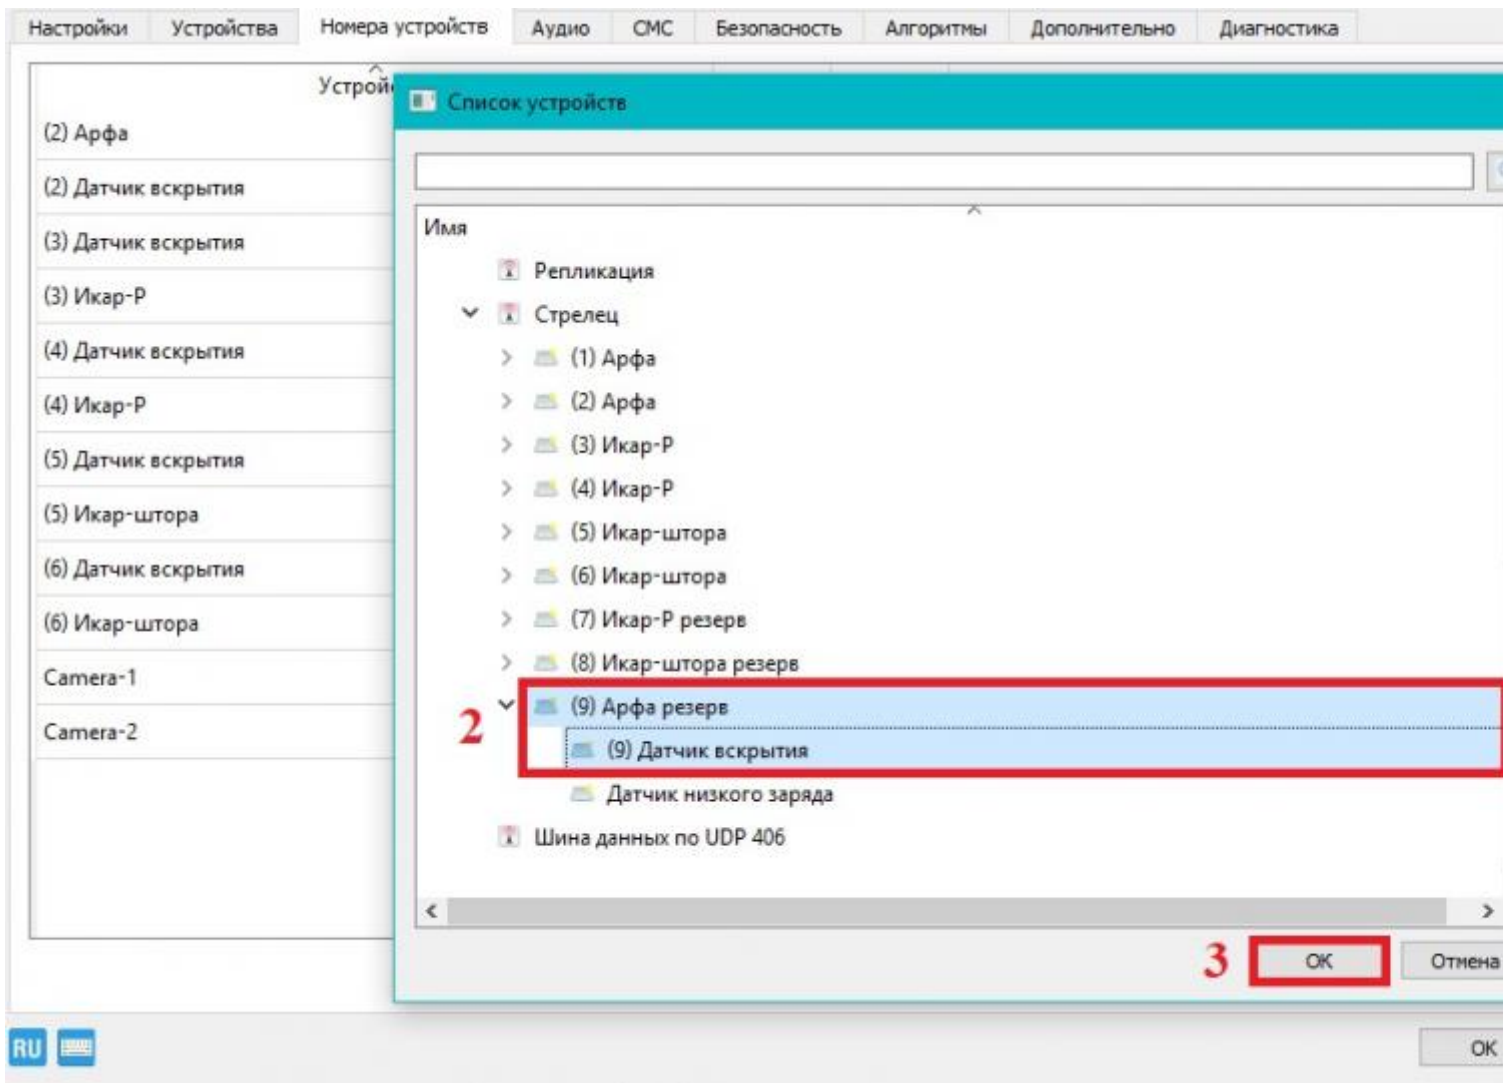 Настройки Устройства Номера устройств Аудио СМС Безопасность Алгоритмы Дополнительно Диагностика
(2) Арфа
(2) Датчик вскрытия
(3) Датчик вскрытия
(3) Икар-Р
(4) Датчик вскрытия
(4) Икар-Р
(5) Датчик вскрытия
(5) Икар-штора
(6) Датчик вскрытия
(6) Икар-штора
Camera-1
Camera-2
Список устройств
Имя
Репликация
Стрелец
(1) Арфа
(2) Арфа
(3) Икар-Р
(4) Икар-Р
(5) Икар-штора
(6) Икар-штора
(7) Икар-Р резерв
(8) Икар-штора резерв
2
(9) Арфа резерв
(9) Датчик вскрытия
Датчик низкого заряда
Шина данных по UDP 406
3 OK Отмена
RU OK